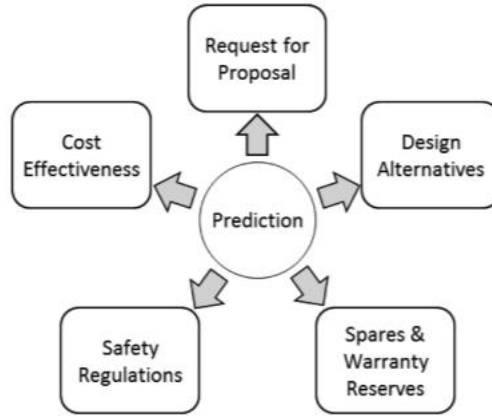 Request for
Proposal
Cost
Effectiveness
Design
Alternatives
Prediction
Safety
Regulations
Spares &
Warranty
Reserves